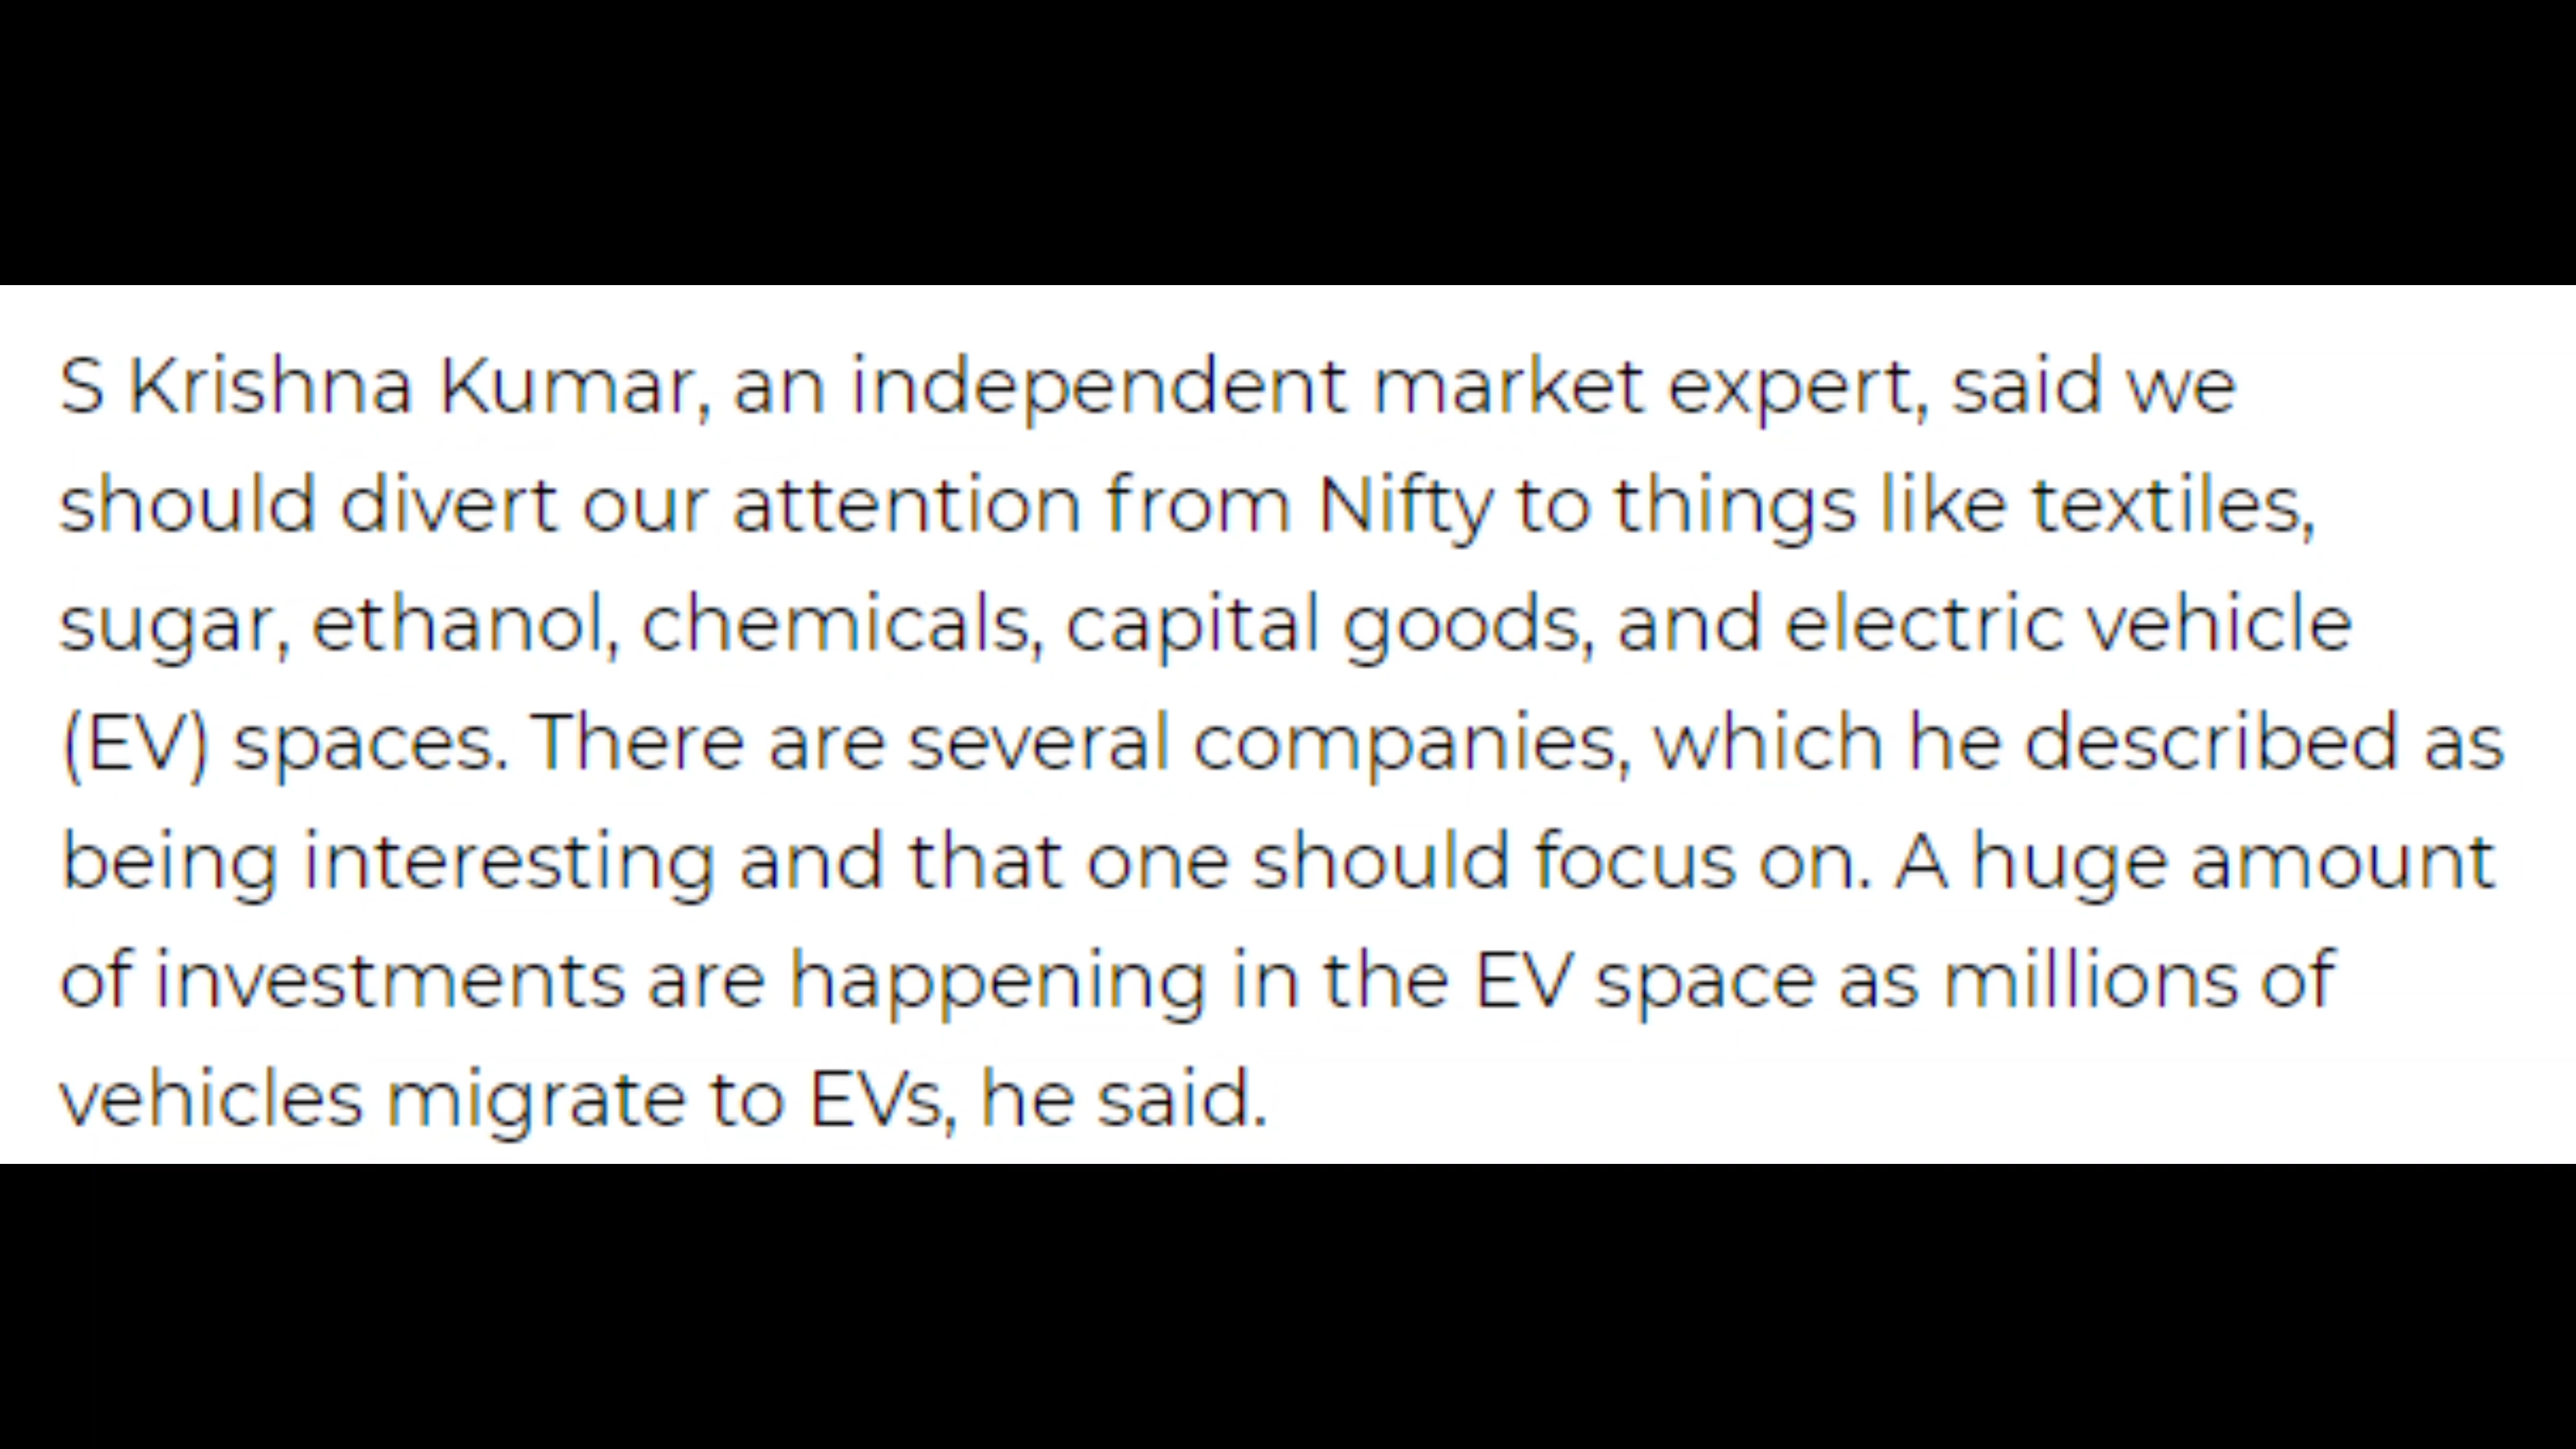 S Krishna Kumar, an independent market expert, said we
should divert our attention from Nifty to things like textiles,
sugar, ethanol, chemicals, capital goods, and electric vehicle
(EV) spaces. There are several companies, which he described as
being interesting and that one should focus on. A huge amount
of investments are happening in the EV space as millions of
vehicles migrate to EVs, he said.